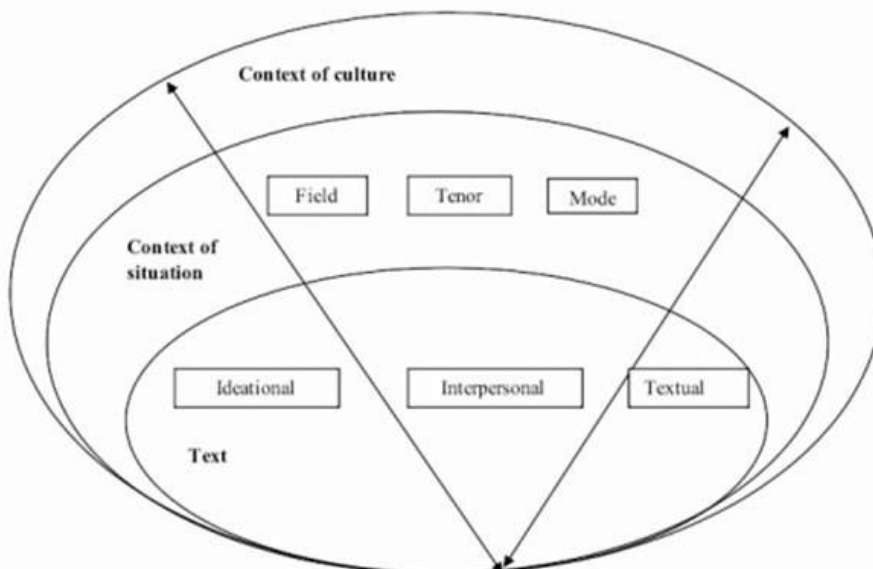 Context of culture
Field
Tenor
Mode
Context of
situation
Ideational
Interpersonal
Textual
Text